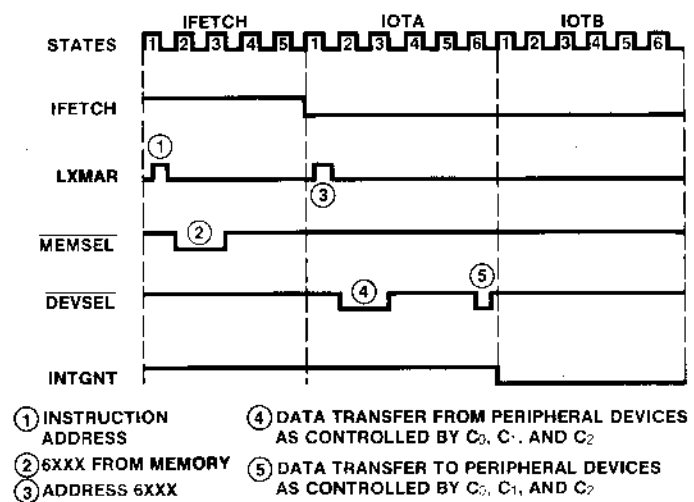 IFETCH IOTA IOTB
STATES 1 2 3 4 5 1 2 3 4 5 6 1 2 3 4 5 6
IFETCH
1
LXMAR
3
MEMSEL 2
5
DEVSEL 4
INTGNT
1 INSTRUCTION
ADDRESS
2 6XXX FROM MEMORY
3 ADDRESS 6XXX
4 DATA TRANSFER FROM PERIPHERAL DEVICES
AS CONTROLLED BY C₀, C₁, AND C₂
5 DATA TRANSFER TO PERIPHERAL DEVICES
AS CONTROLLED BY C₀, C₁, AND C₂